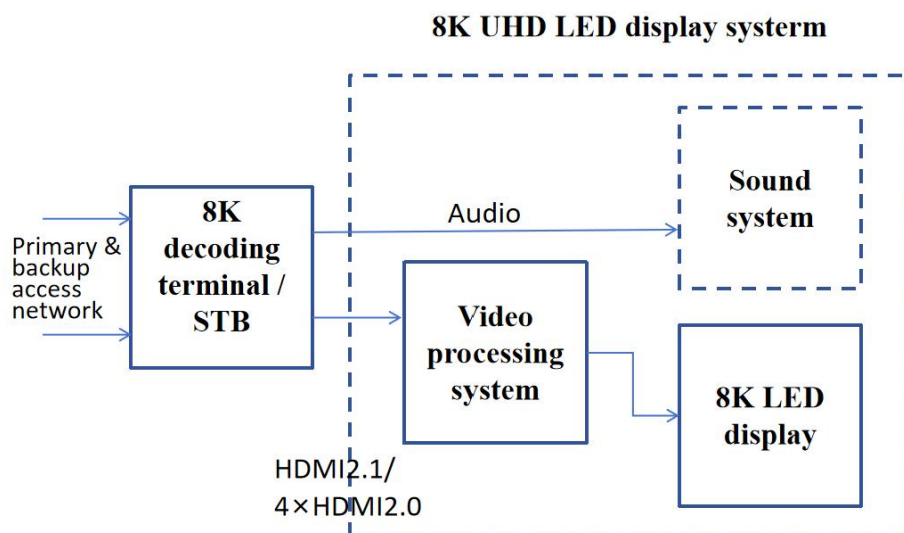 8K UHD LED display systerm
Sound
system
8K
decoding
terminal /
STB
Audio
Primary &
backup
access
network
Video
processing
system
8K LED
display
HDMI2.1/
4×HDMI2.0